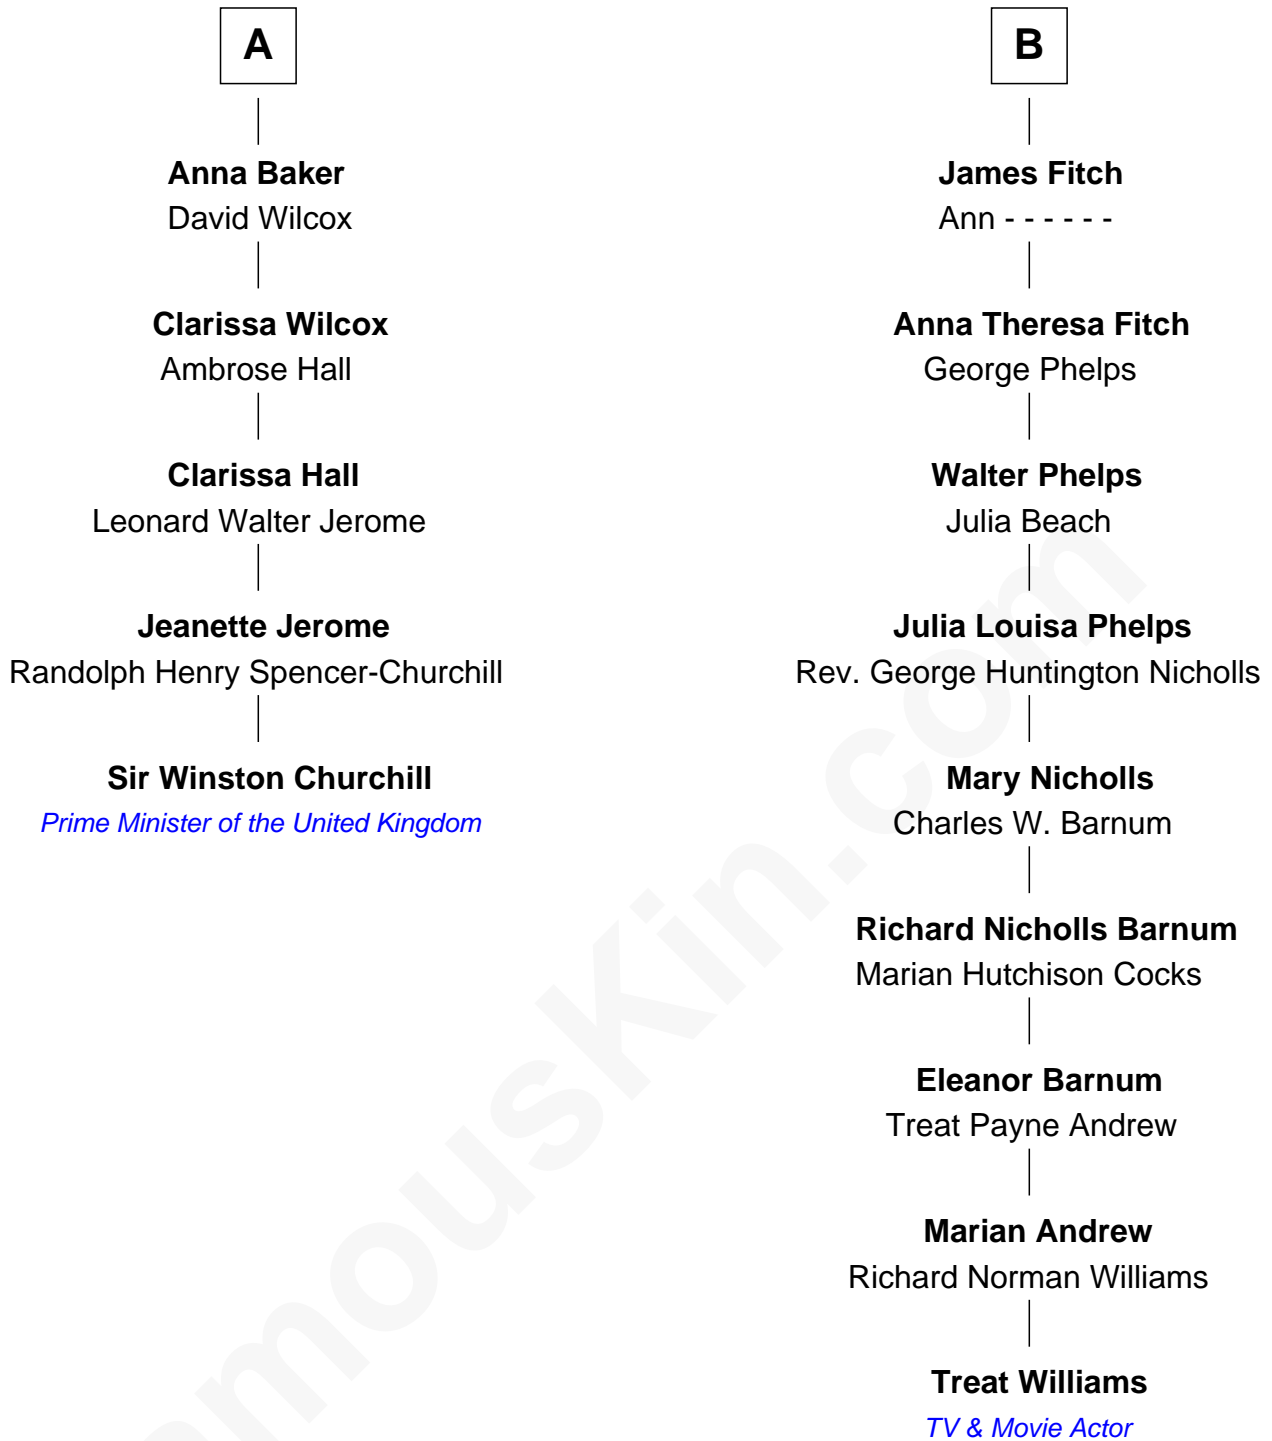 A
Anna Baker
David Wilcox
Clarissa Wilcox
Ambrose Hall
Clarissa Hall
Leonard Walter Jerome
Jeanette Jerome
Randolph Henry Spencer-Churchill
Sir Winston Churchill
Prime Minister of the United Kingdom
B
James Fitch
Ann - - - - - -
Anna Theresa Fitch
George Phelps
Walter Phelps
Julia Beach
Julia Louisa Phelps
Rev. George Huntington Nicholls
Mary Nicholls
Charles W. Barnum
Richard Nicholls Barnum
Marian Hutchison Cocks
Eleanor Barnum
Treat Payne Andrew
Marian Andrew
Richard Norman Williams
Treat Williams
TV & Movie Actor
amouskin.com